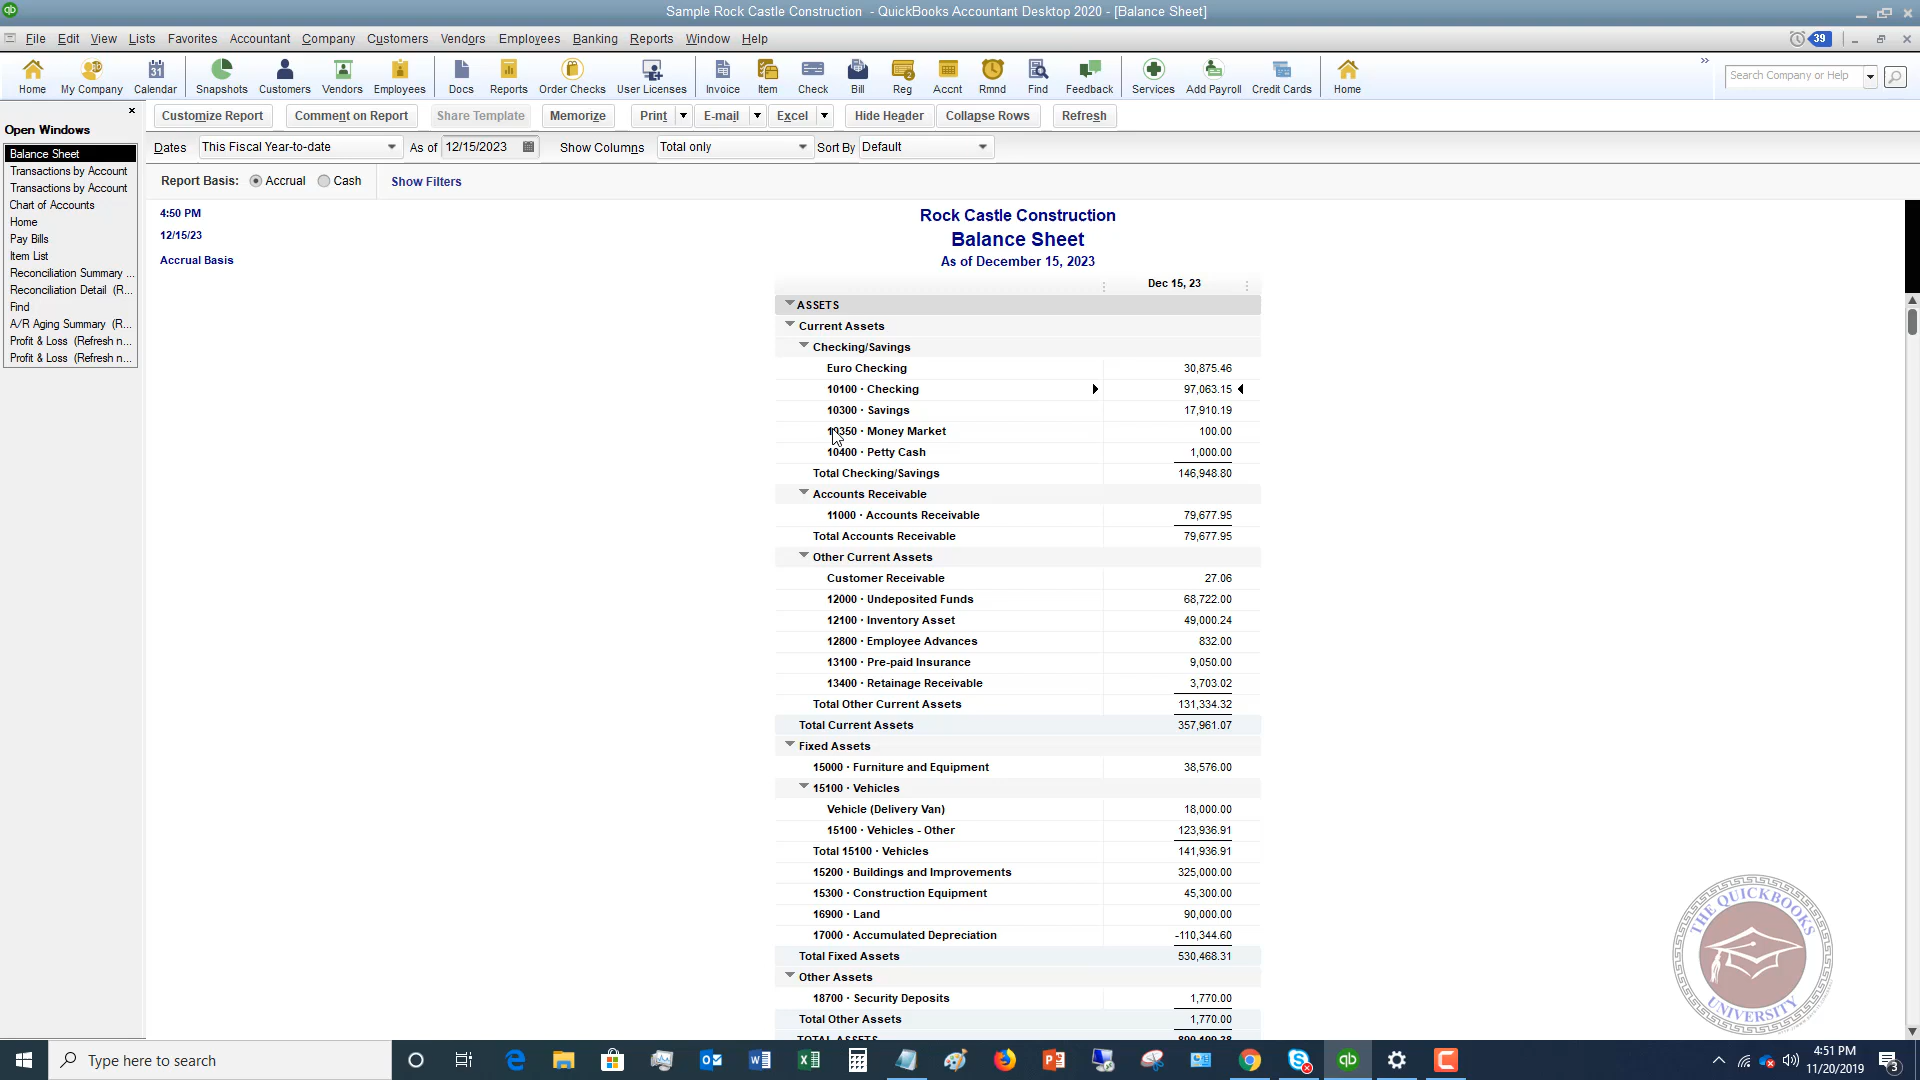 Sample Rock Castle Construction - QuickBooks Accountant Desktop 2020 - [Balance Sheet]
File Edit View Lists Favorites Accountant Company Customers Vendors Employees Banking Reports Window Help
39
Home My Company Calendar Snapshots Customers Vendors Employees Docs Reports Order Checks User Licenses Invoice Item Check Bill Reg Accnt Rmnd Find Feedback Services Add Payroll Credit Cards Home
Search Company or Help
Customize Report Comment on Report Share Template Memorize Print E-mail Excel Hide Header Collapse Rows Refresh
Dates This Fiscal Year-to-date As of 12/15/2023 Show Columns Total only Sort By Default
Report Basis: Accrual Cash Show Filters
Open Windows
Balance Sheet
Transactions by Account
Transactions by Account
Chart of Accounts
Home
Pay Bills
Item List
Reconciliation Summary ...
Reconciliation Detail (R...
Find
A/R Aging Summary (R...
Profit & Loss (Refresh n...
Profit & Loss (Refresh n...
4:50 PM
12/15/23
Accrual Basis
Rock Castle Construction
Balance Sheet
As of December 15, 2023
Dec 15, 23
ASSETS
Current Assets
Checking/Savings
Euro Checking 30,875.46
10100 · Checking 97,063.15
10300 · Savings 17,910.19
10350 · Money Market 100.00
10400 · Petty Cash 1,000.00
Total Checking/Savings 146,948.80
Accounts Receivable
11000 · Accounts Receivable 79,677.95
Total Accounts Receivable 79,677.95
Other Current Assets
Customer Receivable 27.06
12000 · Undeposited Funds 68,722.00
12100 · Inventory Asset 49,000.24
12800 · Employee Advances 832.00
13100 · Pre-paid Insurance 9,050.00
13400 · Retainage Receivable 3,703.02
Total Other Current Assets 131,334.32
Total Current Assets 357,961.07
Fixed Assets
15000 · Furniture and Equipment 38,576.00
15100 · Vehicles
Vehicle (Delivery Van) 18,000.00
15100 · Vehicles - Other 123,936.91
Total 15100 · Vehicles 141,936.91
15200 · Buildings and Improvements 325,000.00
15300 · Construction Equipment 45,300.00
16900 · Land 90,000.00
17000 · Accumulated Depreciation -110,344.60
Total Fixed Assets 530,468.31
Other Assets
18700 · Security Deposits 1,770.00
Total Other Assets 1,770.00
TOTAL ASSETS
THE QUICKBOOKS UNIVERSITY
Type here to search
4:51 PM
11/20/2019
3